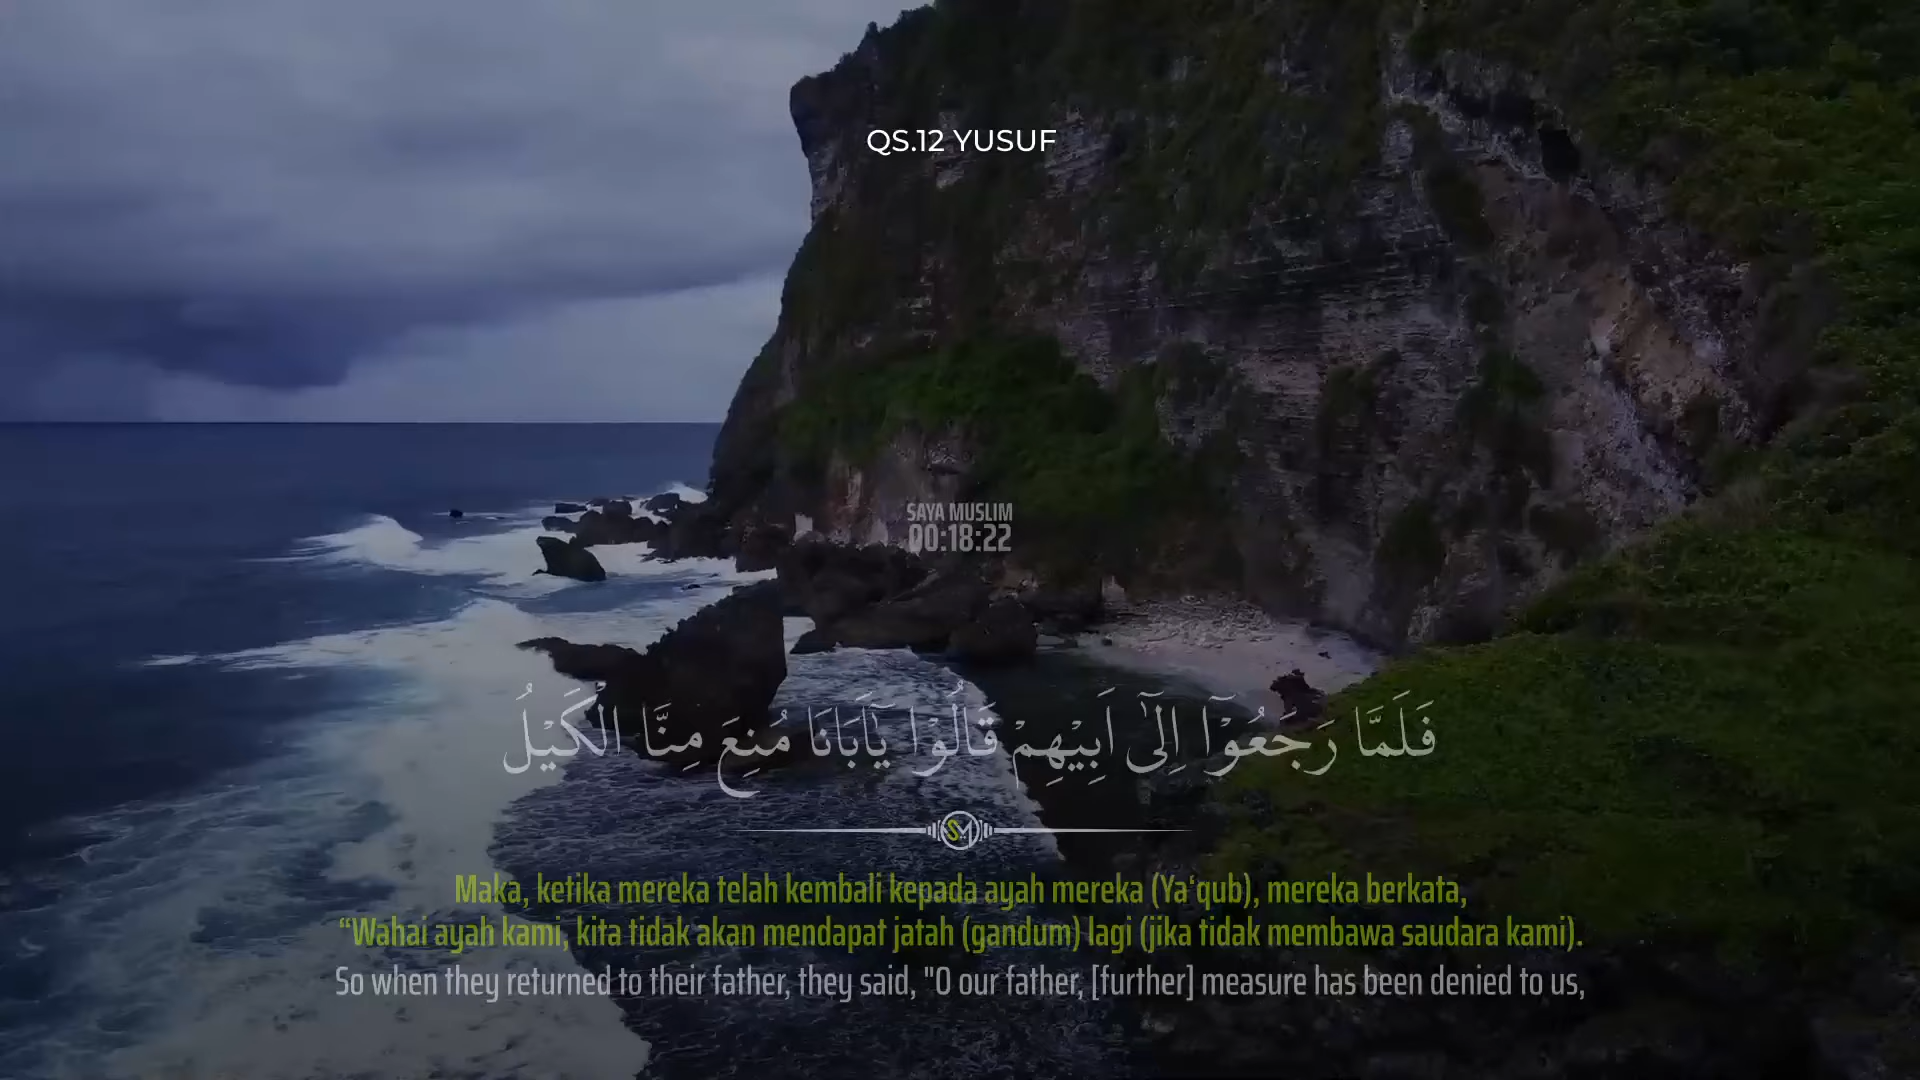 QS.12 YUSUF
SAYA MUSLIM
00:18:22
فَلَمَّا رَجَعُوْٓا اِلٰٓى اَبِيْهِمْ قَالُوْا يٰٓاَبَانَا مُنِعَ مِنَّا الْكَيْلُ
SM
Maka, ketika mereka telah kembali kepada ayah mereka (Ya‘qub), mereka berkata,
“Wahai ayah kami, kita tidak akan mendapat jatah (gandum) lagi (jika tidak membawa saudara kami).
So when they returned to their father, they said, "O our father, [further] measure has been denied to us,